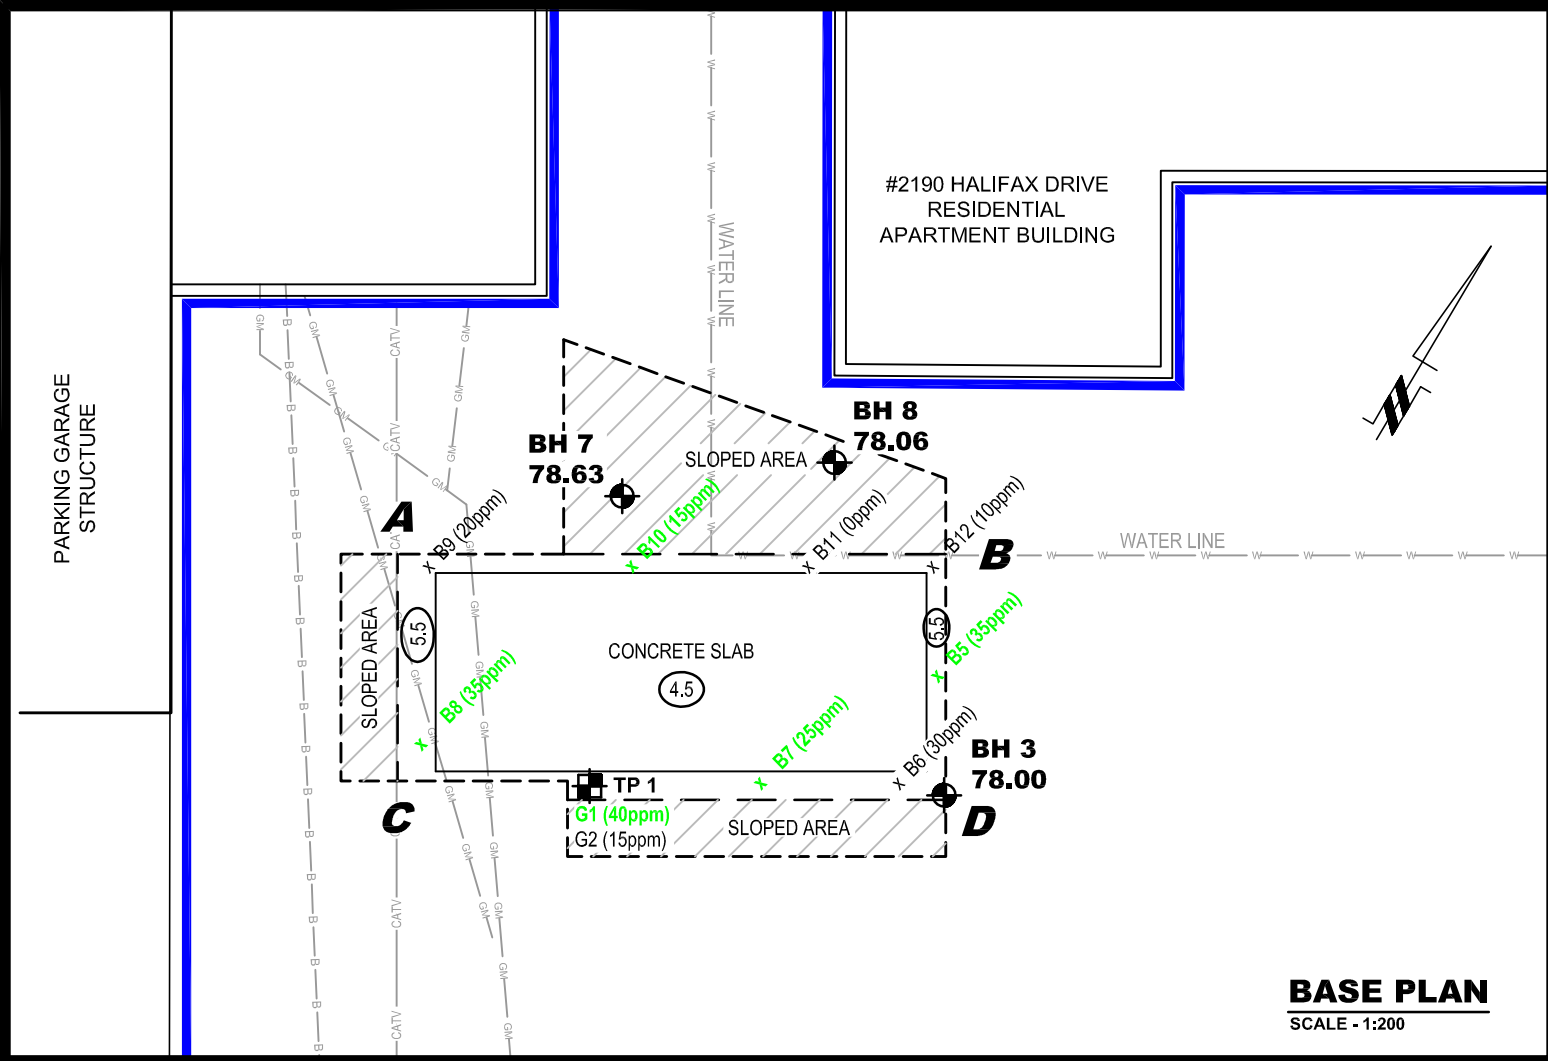 #2190 HALIFAX DRIVE
RESIDENTIAL
APARTMENT BUILDING
WATER LINE
PARKING GARAGE
STRUCTURE
BH 8
78.06
BH 7
78.63
SLOPED AREA
A
B9 (20ppm)
B10 (15ppm)
B11 (0ppm)
B12 (10ppm)
B
WATER LINE
SLOPED AREA
5.5
CONCRETE SLAB
4.5
5.5
B5 (35ppm)
B8 (35ppm)
B7 (25ppm)
B6 (30ppm)
BH 3
78.00
TP 1
C
G1 (40ppm)
G2 (15ppm)
SLOPED AREA
D
GM
B
CATV
W
BASE PLAN
SCALE - 1:200